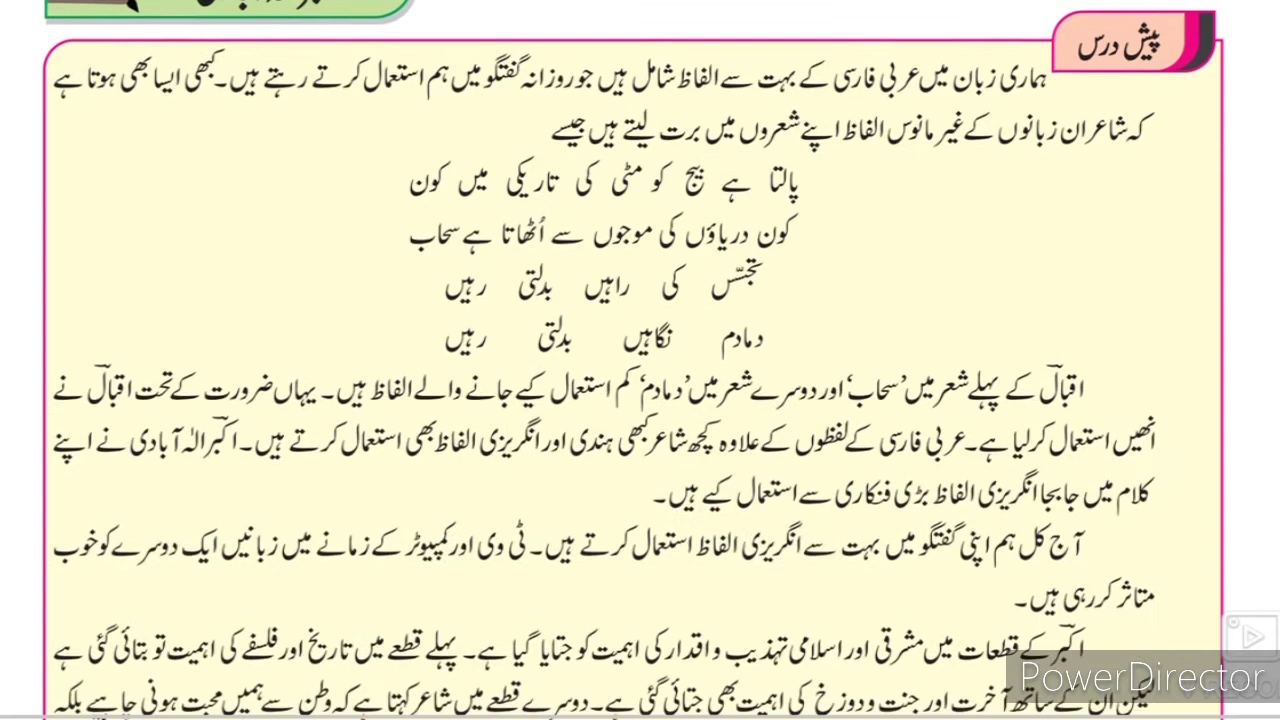 پیش درس
ہماری زبان میں عربی فارسی کے بہت سے الفاظ شامل ہیں جو روزانہ گفتگو میں ہم استعمال کرتے رہتے ہیں۔ کبھی ایسا بھی ہوتا ہے
کہ شاعر ان زبانوں کے غیر مانوس الفاظ اپنے شعروں میں برت لیتے ہیں جیسے
پالتا ہے بیج کو مٹی کی تاریکی میں کون
کون دریاؤں کی موجوں سے اُٹھاتا ہے سحاب
تجسّس کی راہیں بدلتی رہیں
دمادم نگاہیں بدلتی رہیں
اقبالؔ کے پہلے شعر میں ’سحاب‘ اور دوسرے شعر میں ’دمادم‘ کم استعمال کیے جانے والے الفاظ ہیں۔ یہاں ضرورت کے تحت اقبالؔ نے
انھیں استعمال کرلیا ہے۔ عربی فارسی کے لفظوں کے علاوہ کچھ شاعر کبھی ہندی اور انگریزی الفاظ بھی استعمال کرتے ہیں۔ اکبرؔ الہٰ آبادی نے اپنے
کلام میں جابجا انگریزی الفاظ بڑی فنکاری سے استعمال کیے ہیں۔
آج کل ہم اپنی گفتگو میں بہت سے انگریزی الفاظ استعمال کرتے ہیں۔ ٹی وی اور کمپیوٹر کے زمانے میں زبانیں ایک دوسرے کو خوب
متاثر کررہی ہیں۔
اکبرؔ کے قطعات میں مشرقی اور اسلامی تہذیب و اقدار کی اہمیت کو جتایا گیا ہے۔ پہلے قطعے میں تاریخ اور فلسفے کی اہمیت تو بتائی گئی ہے
لیکن ان کے ساتھ آخرت اور جنت و دوزخ کی اہمیت بھی جتائی گئی ہے۔ دوسرے قطعے میں شاعر کہتا ہے کہ وطن سے ہمیں محبت ہونی چاہیے بلکہ
PowerDirector